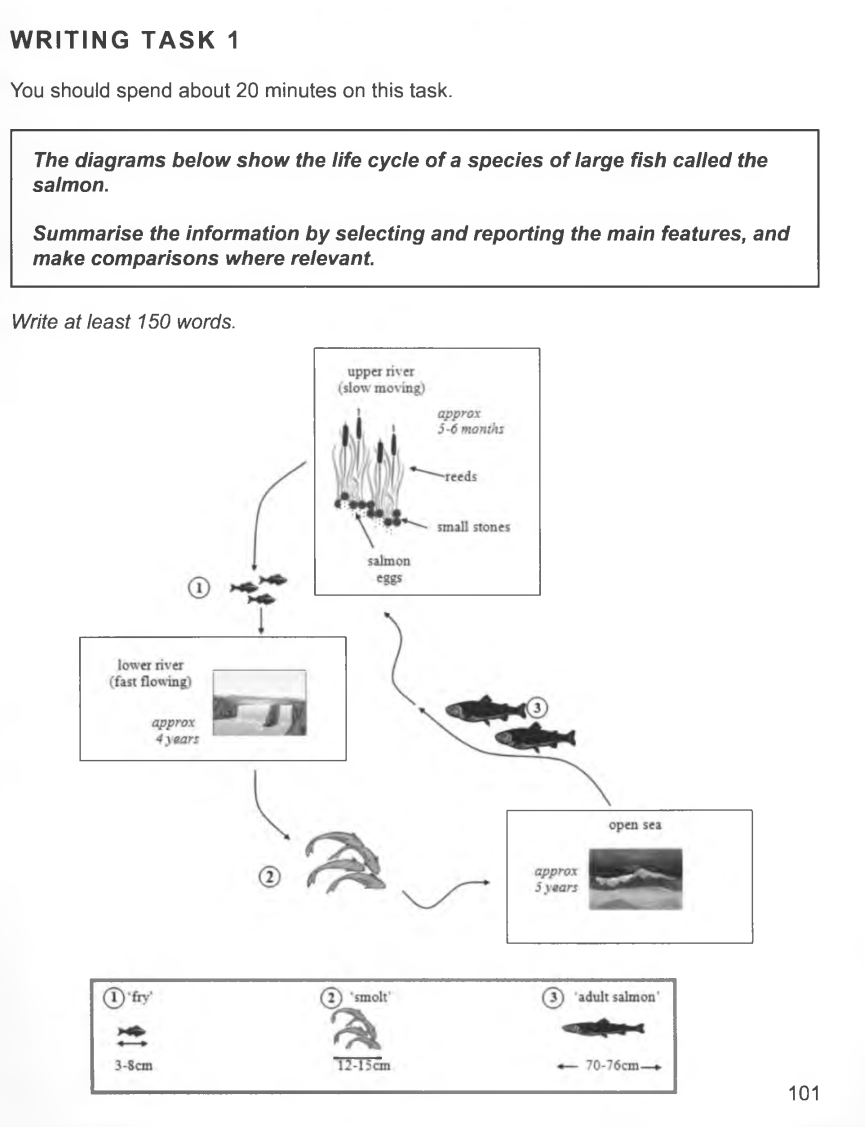 WRITING TASK 1
You should spend about 20 minutes on this task.
The diagrams below show the life cycle of a species of large fish called the
salmon.
Summarise the information by selecting and reporting the main features, and
make comparisons where relevant.
Write at least 150 words.
upper river
(slow moving)
approx
5-6 months
reeds
small stones
salmon
eggs
1
lower river
(fast flowing)
approx
4 years
3
open sea
approx
5 years
2
1 'fry'
2 'smolt'
3 'adult salmon'
3-8cm
12-15cm
70-76cm
101